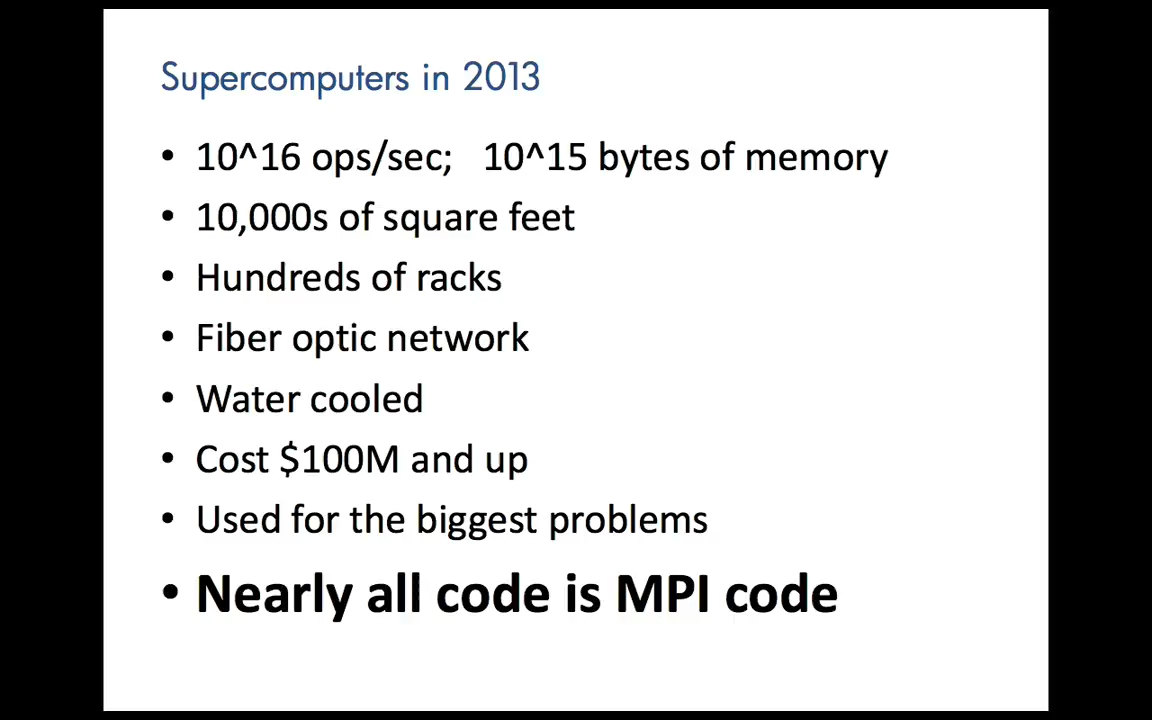 Supercomputers in 2013
• 10^16 ops/sec; 10^15 bytes of memory
• 10,000s of square feet
• Hundreds of racks
• Fiber optic network
• Water cooled
• Cost $100M and up
• Used for the biggest problems
• Nearly all code is MPI code